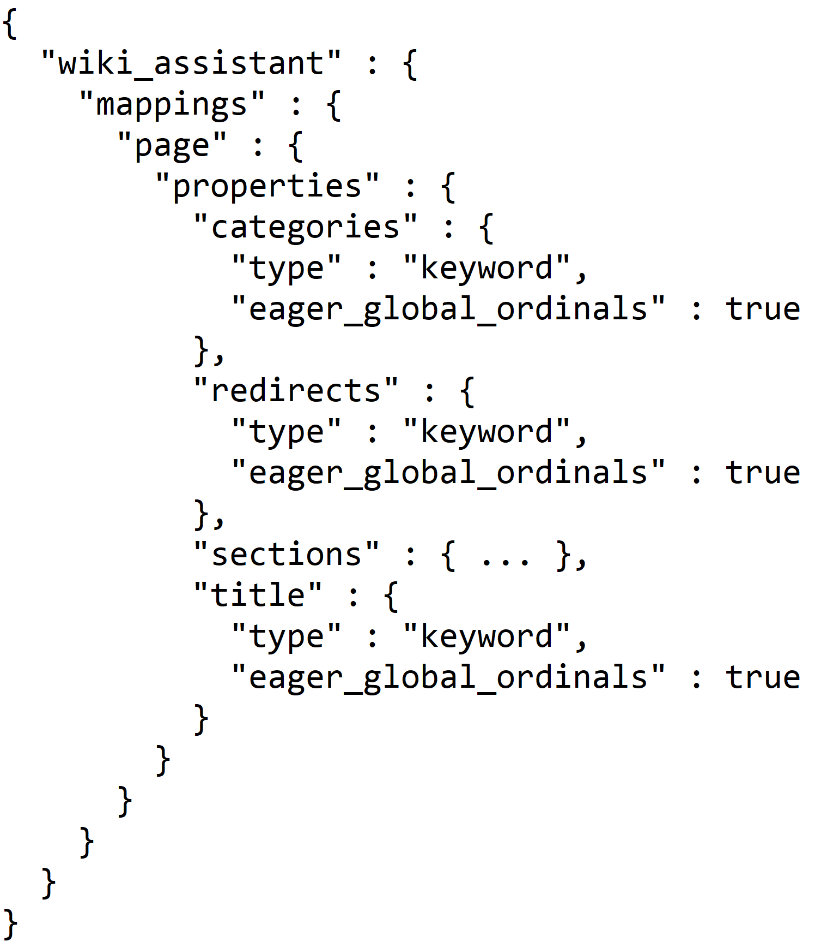 {
  "wiki_assistant" : {
    "mappings" : {
      "page" : {
        "properties" : {
          "categories" : {
            "type" : "keyword",
            "eager_global_ordinals" : true
          },
          "redirects" : {
            "type" : "keyword",
            "eager_global_ordinals" : true
          },
          "sections" : { ... },
          "title" : {
            "type" : "keyword",
            "eager_global_ordinals" : true
          }
        }
      }
    }
  }
}